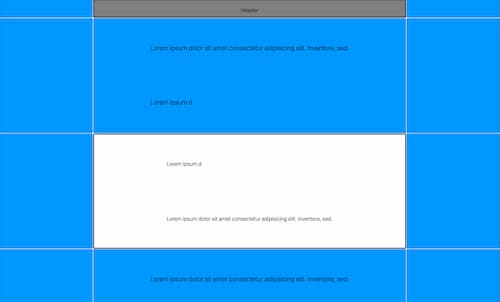 Header
Lorem ipsum dolor sit amet consectetur adipisicing elit. Inventore, sed.
Lorem ipsum d
Lorem ipsum d
Lorem ipsum dolor sit amet consectetur adipisicing elit. Inventore, sed.
Lorem ipsum dolor sit amet consectetur adipisicing elit. Inventore, sed.